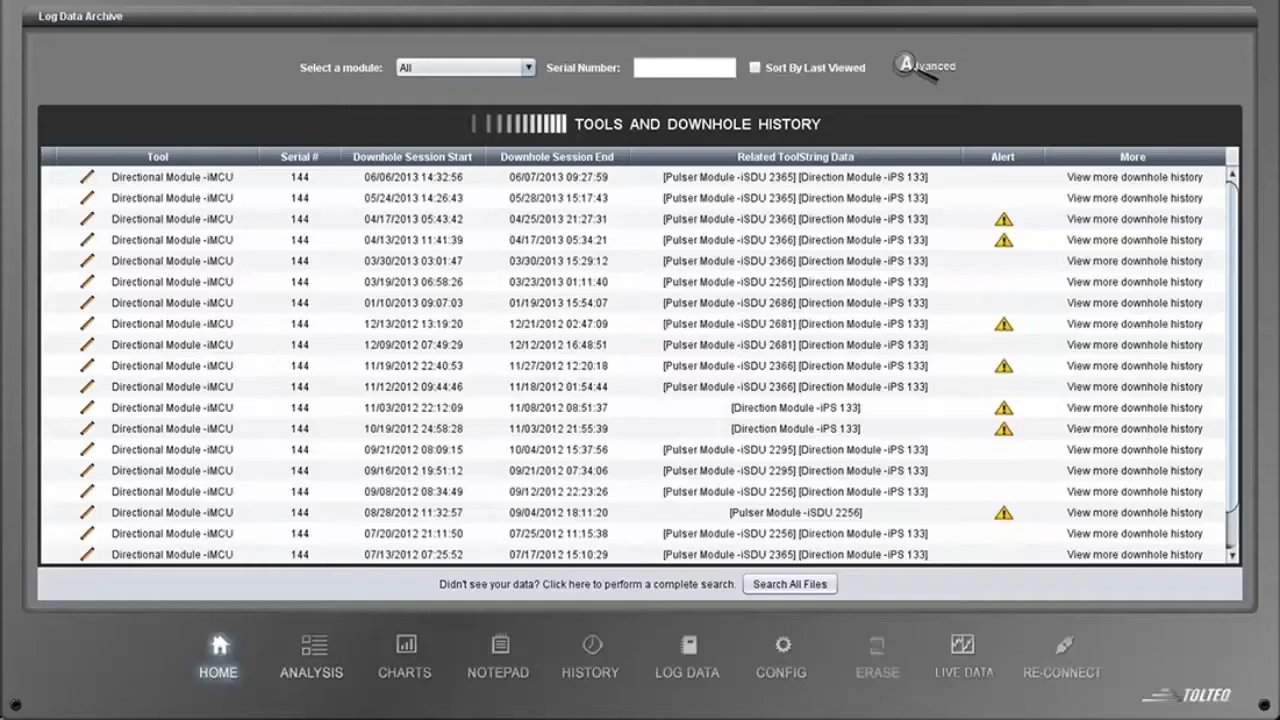 Log Data Archive
Select a module: All Serial Number: Sort By Last Viewed Advanced
TOOLS AND DOWNHOLE HISTORY
Tool Serial # Downhole Session Start Downhole Session End Related ToolString Data Alert More
Directional Module -iMCU 144 06/06/2013 14:32:56 06/07/2013 09:27:59 [Pulser Module -iSDU 2365] [Direction Module -iPS 133] View more downhole history
Directional Module -iMCU 144 05/24/2013 14:26:43 05/28/2013 15:17:43 [Pulser Module -iSDU 2365] [Direction Module -iPS 133] View more downhole history
Directional Module -iMCU 144 04/17/2013 05:43:42 04/25/2013 21:27:31 [Pulser Module -iSDU 2366] [Direction Module -iPS 133] View more downhole history
Directional Module -iMCU 144 04/13/2013 11:41:39 04/17/2013 05:34:21 [Pulser Module -iSDU 2366] [Direction Module -iPS 133] View more downhole history
Directional Module -iMCU 144 03/30/2013 03:01:47 03/30/2013 15:29:12 [Pulser Module -iSDU 2366] [Direction Module -iPS 133] View more downhole history
Directional Module -iMCU 144 03/19/2013 06:58:26 03/23/2013 01:11:40 [Pulser Module -iSDU 2256] [Direction Module -iPS 133] View more downhole history
Directional Module -iMCU 144 01/10/2013 09:07:03 01/19/2013 15:54:07 [Pulser Module -iSDU 2686] [Direction Module -iPS 133] View more downhole history
Directional Module -iMCU 144 12/13/2012 13:19:20 12/21/2012 02:47:09 [Pulser Module -iSDU 2681] [Direction Module -iPS 133] View more downhole history
Directional Module -iMCU 144 12/09/2012 07:49:29 12/12/2012 16:48:51 [Pulser Module -iSDU 2681] [Direction Module -iPS 133] View more downhole history
Directional Module -iMCU 144 11/19/2012 22:40:53 11/27/2012 12:20:18 [Pulser Module -iSDU 2366] [Direction Module -iPS 133] View more downhole history
Directional Module -iMCU 144 11/12/2012 09:44:46 11/18/2012 01:54:44 [Pulser Module -iSDU 2366] [Direction Module -iPS 133] View more downhole history
Directional Module -iMCU 144 11/03/2012 22:12:09 11/08/2012 08:51:37 [Direction Module -iPS 133] View more downhole history
Directional Module -iMCU 144 10/19/2012 24:58:28 11/03/2012 21:55:39 [Direction Module -iPS 133] View more downhole history
Directional Module -iMCU 144 09/21/2012 08:09:15 10/04/2012 15:37:56 [Pulser Module -iSDU 2295] [Direction Module -iPS 133] View more downhole history
Directional Module -iMCU 144 09/16/2012 19:51:12 09/21/2012 07:34:06 [Pulser Module -iSDU 2295] [Direction Module -iPS 133] View more downhole history
Directional Module -iMCU 144 09/08/2012 08:34:49 09/12/2012 22:23:26 [Pulser Module -iSDU 2256] [Direction Module -iPS 133] View more downhole history
Directional Module -iMCU 144 08/28/2012 11:32:57 09/04/2012 18:11:20 [Pulser Module -iSDU 2256] View more downhole history
Directional Module -iMCU 144 07/20/2012 21:11:50 07/25/2012 11:15:38 [Pulser Module -iSDU 2256] [Direction Module -iPS 133] View more downhole history
Directional Module -iMCU 144 07/13/2012 07:25:52 07/17/2012 15:10:29 [Pulser Module -iSDU 2365] [Direction Module -iPS 133] View more downhole history
Didn't see your data? Click here to perform a complete search. Search All Files
HOME ANALYSIS CHARTS NOTEPAD HISTORY LOG DATA CONFIG ERASE LIVE DATA RE-CONNECT
TOLTEQ